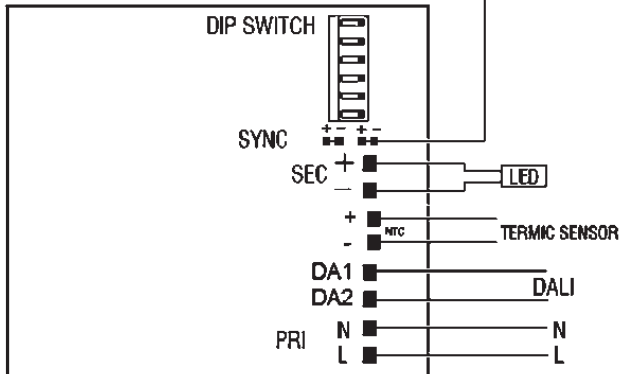 DIP SWITCH
+ - + -
SYNC
SEC +
LED
-
+
NTC
TERMIC SENSOR
-
DA1
DALI
DA2
PRI
N N
L L